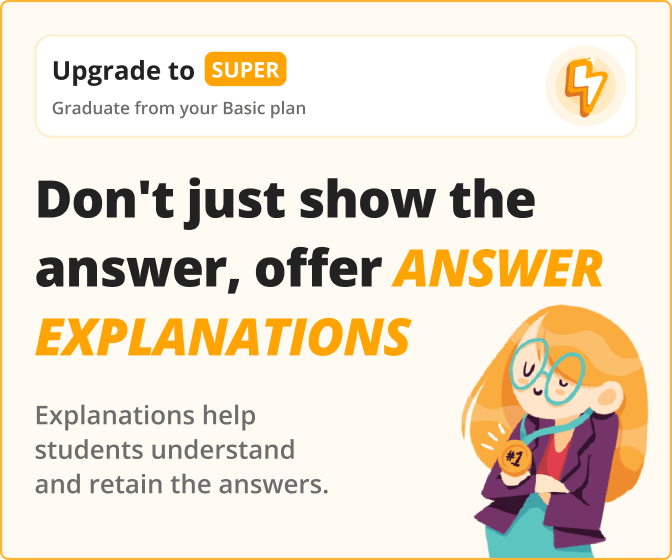 Upgrade to SUPER
Graduate from your Basic plan
Don't just show the
answer, offer ANSWER
EXPLANATIONS
Explanations help
students understand
and retain the answers.
#1